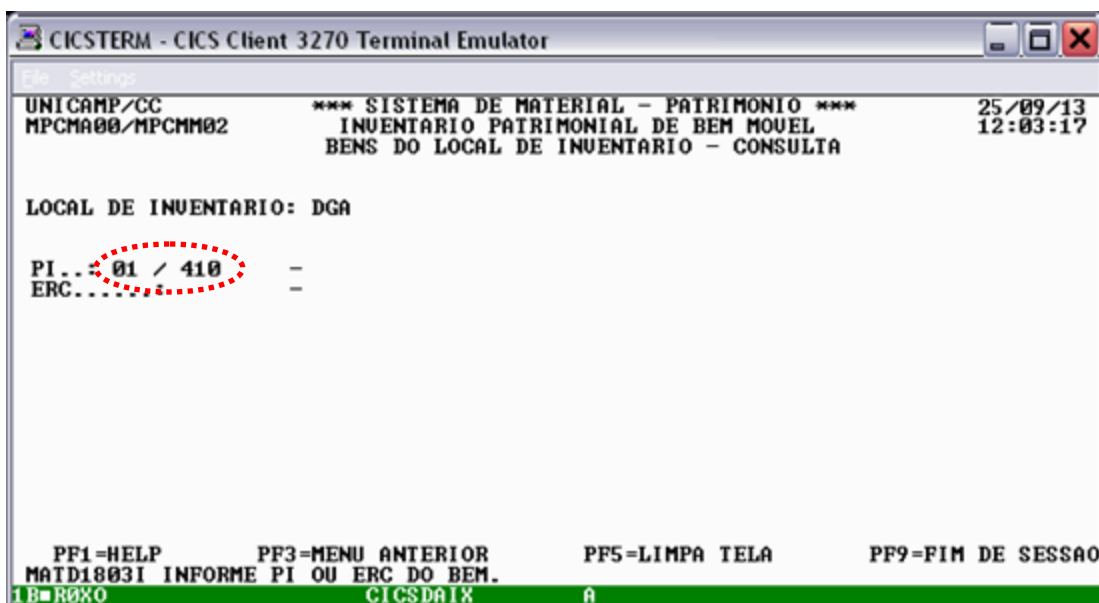 CICSTERM - CICS Client 3270 Terminal Emulator
File Settings
UNICAMP/CC *** SISTEMA DE MATERIAL - PATRIMONIO *** 25/09/13
MPCMA00/MPCMM02 INVENTARIO PATRIMONIAL DE BEM MOVEL 12:03:17
BENS DO LOCAL DE INVENTARIO - CONSULTA
LOCAL DE INVENTARIO: DGA
PI..: 01 / 410 -
ERC......: -
PF1=HELP PF3=MENU ANTERIOR PF5=LIMPA TELA PF9=FIM DE SESSAO
MATD1803I INFORME PI OU ERC DO BEM.
1B■R0XO CICSDAIX A